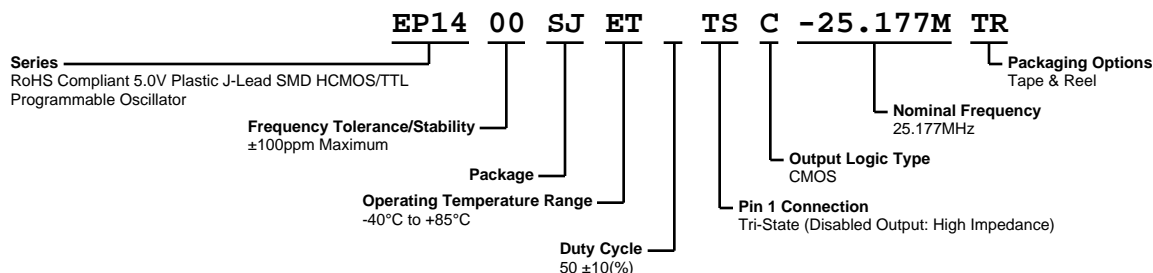 EP14 00 SJ ET TS C -25.177M TR
Series
RoHS Compliant 5.0V Plastic J-Lead SMD HCMOS/TTL
Programmable Oscillator
Packaging Options
Tape & Reel
Frequency Tolerance/Stability
±100ppm Maximum
Nominal Frequency
25.177MHz
Package
Output Logic Type
CMOS
Operating Temperature Range
-40°C to +85°C
Pin 1 Connection
Tri-State (Disabled Output: High Impedance)
Duty Cycle
50 ±10(%)